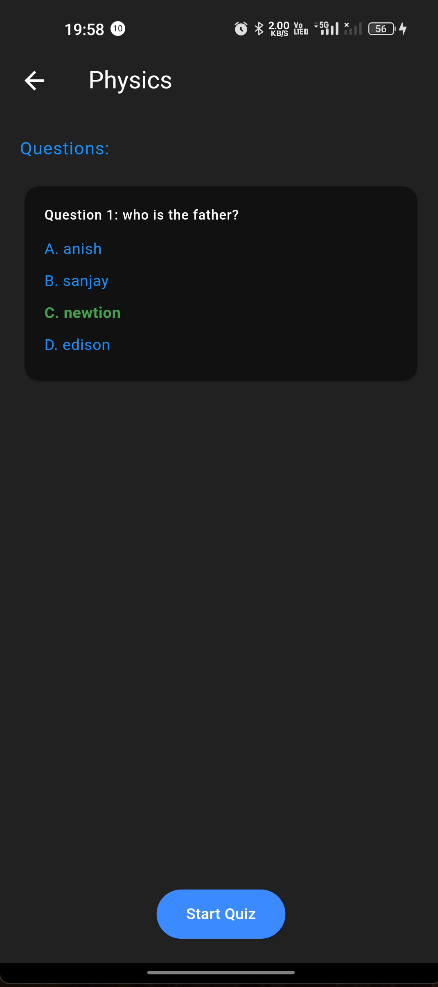 19:58 10 2.00 KB/S Vo LTE 5G 56
Physics
Questions:
Question 1: who is the father?
A. anish
B. sanjay
C. newtion
D. edison
Start Quiz